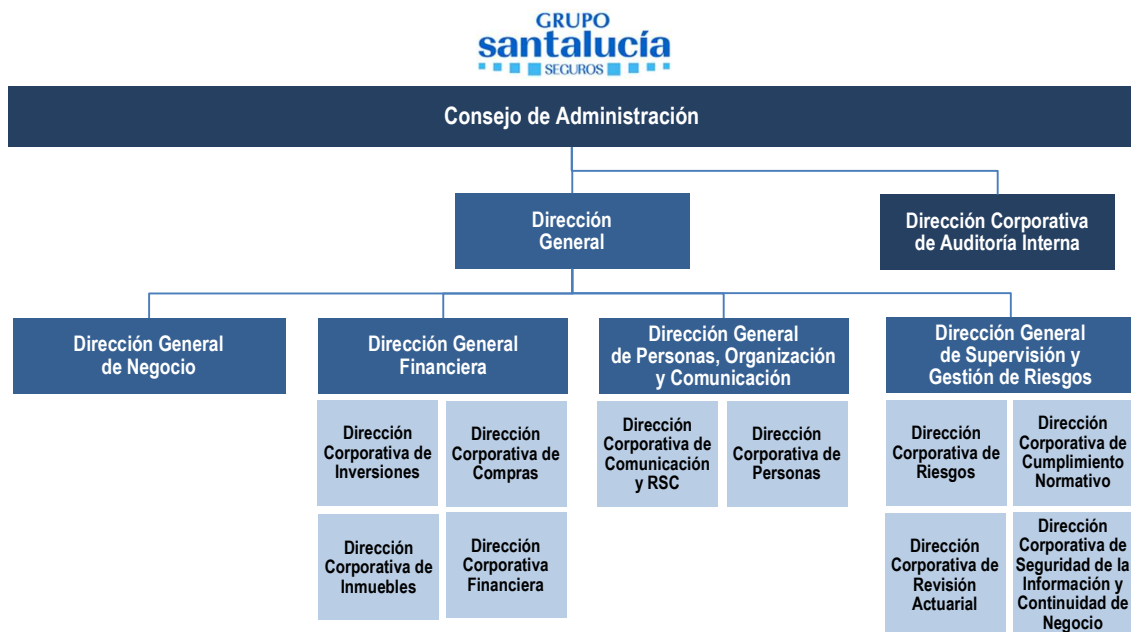 GRUPO
santalucía
SEGUROS
Consejo de Administración
Dirección
General
Dirección Corporativa
de Auditoría Interna
Dirección General
de Negocio
Dirección General
Financiera
Dirección General
de Personas, Organización
y Comunicación
Dirección General
de Supervisión y
Gestión de Riesgos
Dirección
Corporativa de
Inversiones
Dirección
Corporativa de
Compras
Dirección
Corporativa de
Comunicación
y RSC
Dirección
Corporativa de
Personas
Dirección
Corporativa de
Riesgos
Dirección
Corporativa de
Cumplimiento
Normativo
Dirección
Corporativa de
Inmuebles
Dirección
Corporativa
Financiera
Dirección
Corporativa de
Revisión
Actuarial
Dirección
Corporativa de
Seguridad de la
Información y
Continuidad de
Negocio